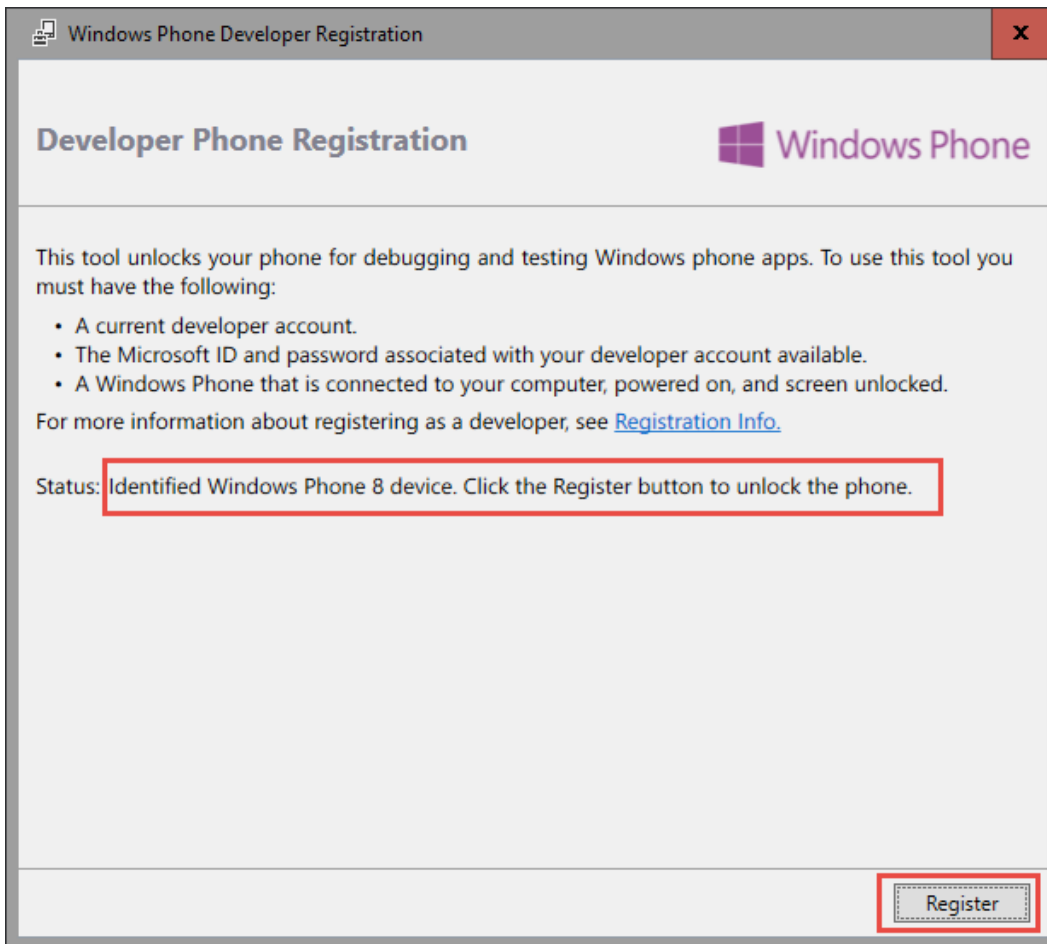 Windows Phone Developer Registration
x
Developer Phone Registration
Windows Phone
This tool unlocks your phone for debugging and testing Windows phone apps. To use this tool you
must have the following:
• A current developer account.
• The Microsoft ID and password associated with your developer account available.
• A Windows Phone that is connected to your computer, powered on, and screen unlocked.
For more information about registering as a developer, see Registration Info.
Status: Identified Windows Phone 8 device. Click the Register button to unlock the phone.
Register